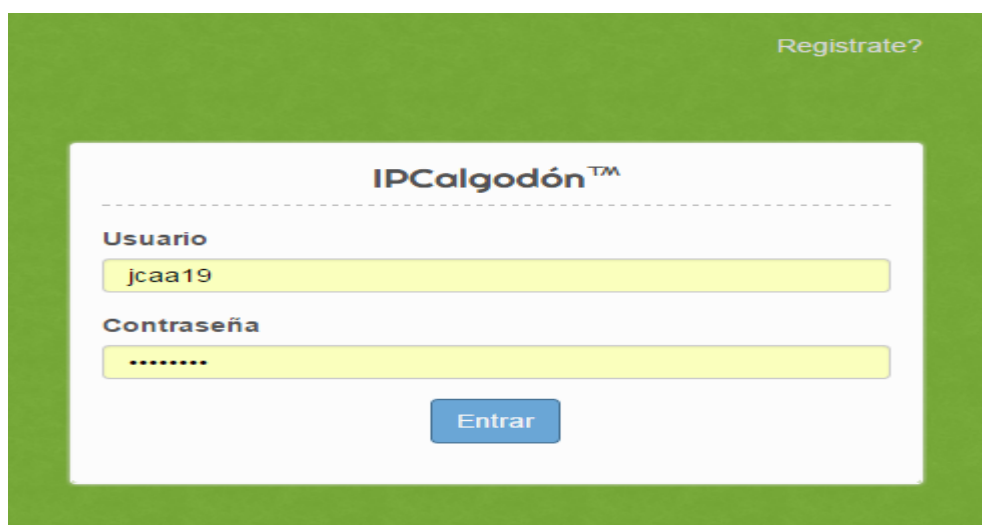 Registrate?
IPCalgodón™
Usuario
jcaa19
Contraseña
••••••••
Entrar